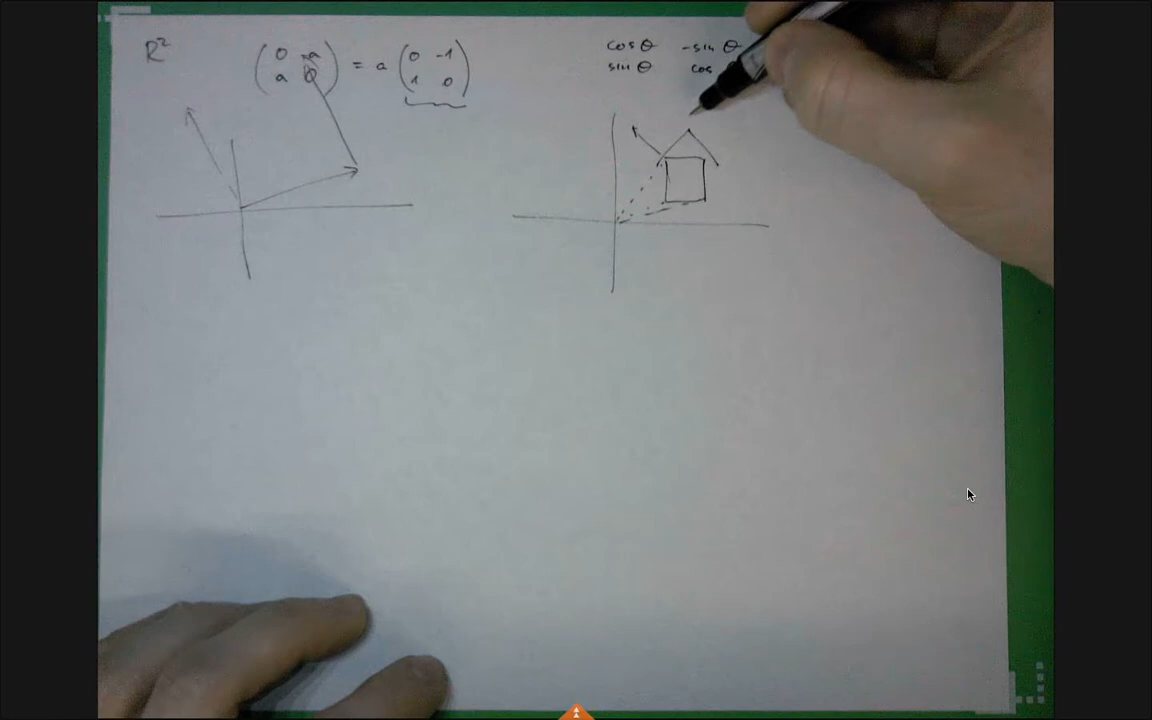 R²
( 0 -a ) = a ( 0 -1 )
( a 0 ) ( 1 0 )
cos θ -sin θ
sin θ cos